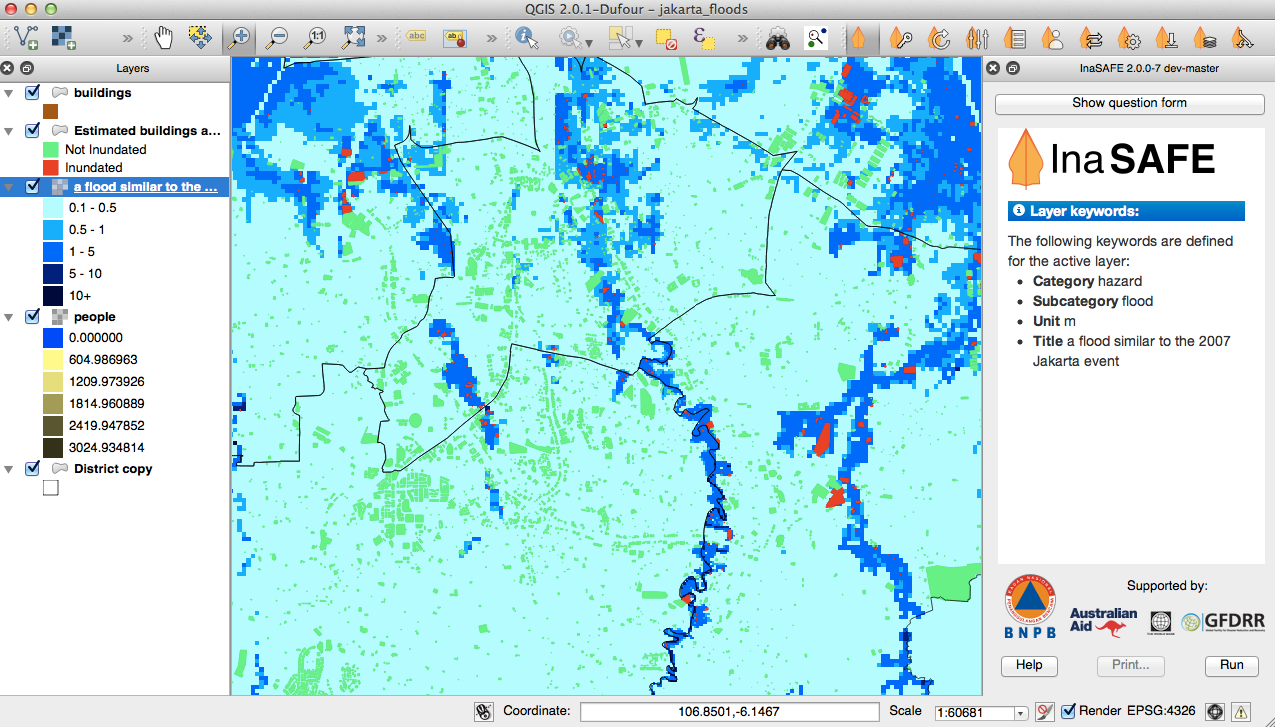 QGIS 2.0.1-Dufour - jakarta_floods
1:1
abc
ab
Layers
buildings
Estimated buildings a...
Not Inundated
Inundated
a flood similar to the ...
0.1 - 0.5
0.5 - 1
1 - 5
5 - 10
10+
people
0.000000
604.986963
1209.973926
1814.960889
2419.947852
3024.934814
District copy
InaSAFE 2.0.0-7 dev-master
Show question form
InaSAFE
Layer keywords:
The following keywords are defined
for the active layer:
• Category hazard
• Subcategory flood
• Unit m
• Title a flood similar to the 2007
Jakarta event
Supported by:
BNPB
Australian
Aid
GFDRR
Help
Print...
Run
Coordinate:
106.8501,-6.1467
Scale
1:60681
Render
EPSG:4326